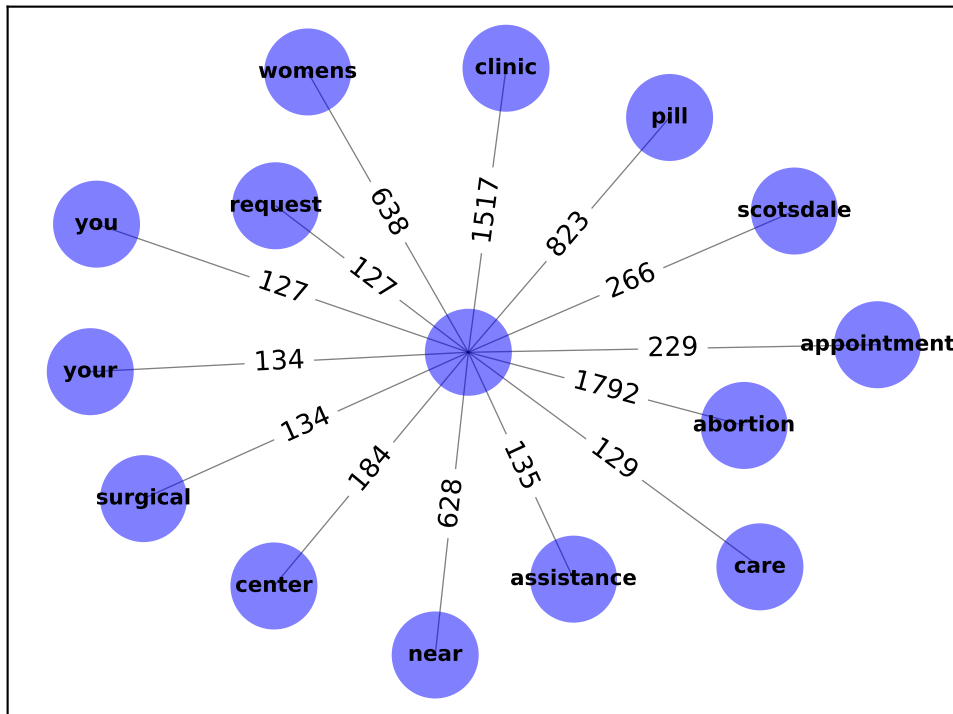 clinic
womens
pill
request
638
1517
scotsdale
you
823
127
266
127
appointment
229
134
your
1792
abortion
134
129
135
184
surgical
628
care
assistance
center
near